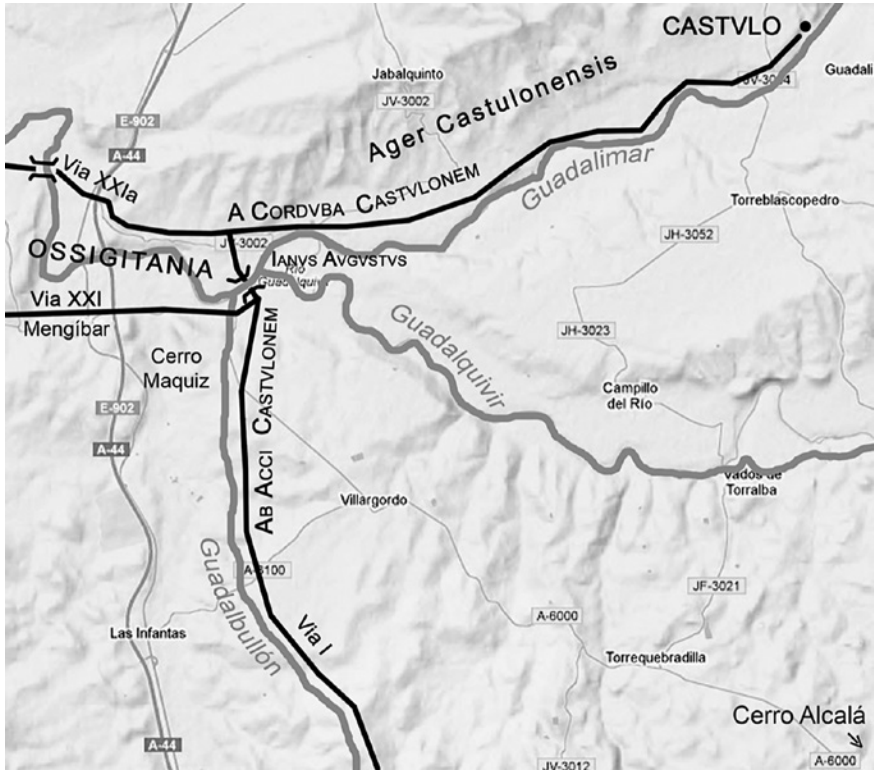 CASTVLO
JV-3004
Guadali
Jabalquinto
JV-3002
Ager Castulonensis
E-902
A-44
Via XXIa
A CORDVBA CASTVLONEM
Guadalimar
Torreblascopedro
JH-3052
OSSIGITANIA
JV-3002
IANVS AVGVSTVS
Río
Guadalquivir
Via XXI
Mengíbar
Cerro
Maquiz
JH-3023
Guadalquivir
E-902
A-44
AB ACCI CASTVLONEM
Campillo
del Río
Vados de
Torralba
Villargordo
Guadalbullón
A-6100
Via I
JF-3021
Las Infantas
A-6000
Torrequebradilla
Cerro Alcalá
A-44
JV-3012
A-6000